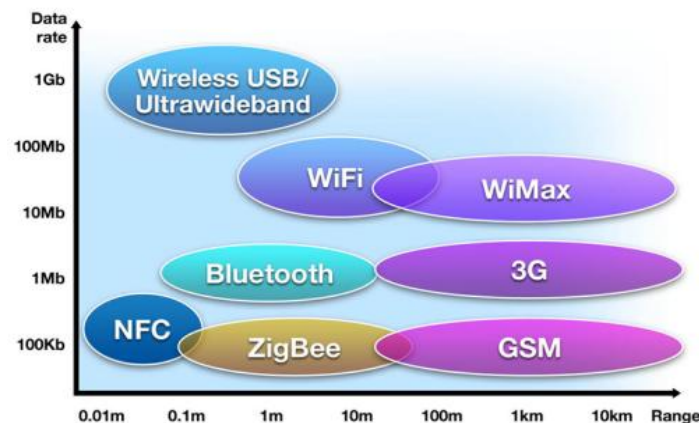 Data
rate
1Gb
100Mb
10Mb
1Mb
100Kb
Wireless USB/
Ultrawideband
WiFi
WiMax
Bluetooth
3G
NFC
ZigBee
GSM
0.01m
0.1m
1m
10m
100m
1km
10km
Range